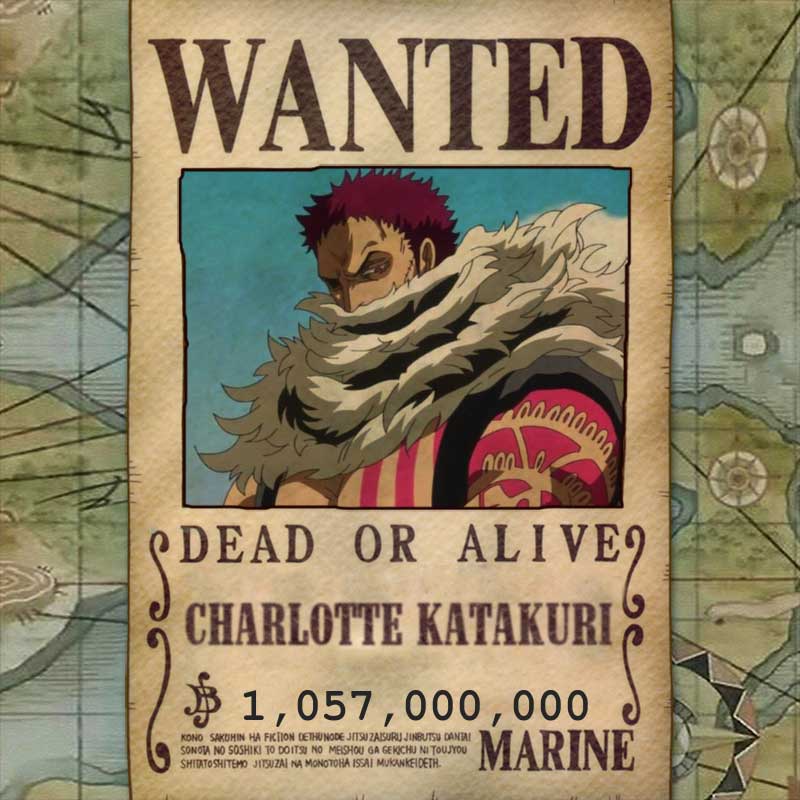 WANTED
DEAD OR ALIVE
CHARLOTTE KATAKURI
1,057,000,000
KONO SAKUHIN HA FICTION DETHUNODE JITSUZAISURU JINBUTSU DANTAI
SONOTA NO SOSHIKI TO DOITSU NO MEISHOU GA GEKICHU NI TOUJYOU
SHITATOSHITEMO JITSUZAI NA MONOTOHA ISSAI MUKANKEIDETH.
MARINE